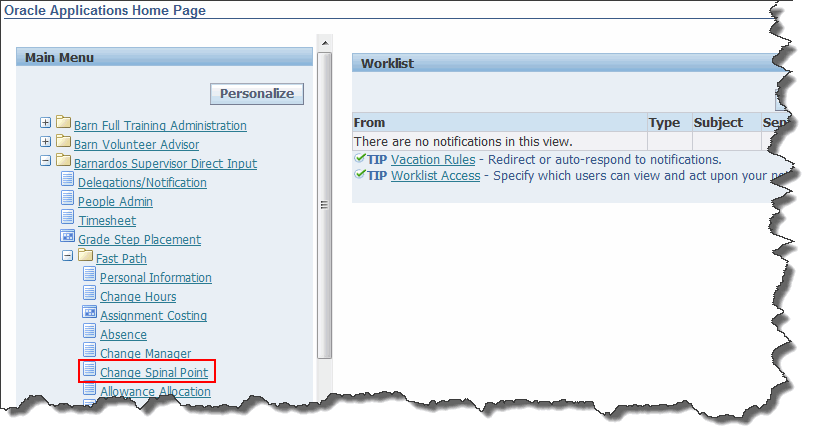 Oracle Applications Home Page
Main Menu
Personalize
Barn Full Training Administration
Barn Volunteer Advisor
Barnardos Supervisor Direct Input
Delegations/Notification
People Admin
Timesheet
Grade Step Placement
Fast Path
Personal Information
Change Hours
Assignment Costing
Absence
Change Manager
Change Spinal Point
Allowance Allocation
Worklist
From Type Subject Sen
There are no notifications in this view.
TIP Vacation Rules - Redirect or auto-respond to notifications.
TIP Worklist Access - Specify which users can view and act upon your